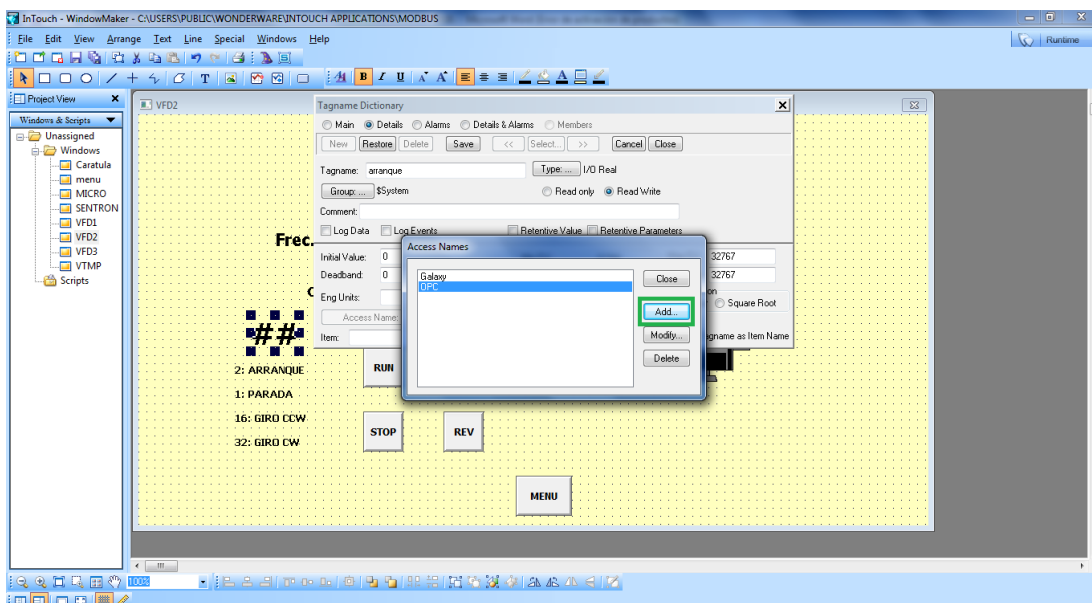 InTouch - WindowMaker - C:\USERS\PUBLIC\WONDERWARE\INTOUCH APPLICATIONS\MODBUS
File Edit View Arrange Text Line Special Windows Help
Runtime
Project View
Windows & Scripts
Unassigned
Windows
Caratula
menu
MICRO
SENTRON
VFD1
VFD2
VFD3
VTMP
Scripts
VFD2
Tagname Dictionary
Main Details Alarms Details & Alarms Members
New Restore Delete Save << Select... >> Cancel Close
Tagname: arranque Type: ... I/O Real
Group: ... $System Read only Read Write
Comment:
Log Data Log Events Retentive Value Retentive Parameters
Initial Value: 0 32767
Deadband: 0 32767
Eng Units: on Square Root
Access Name:
Item: agname as Item Name
Access Names
Galaxy
OPC
Close
Add...
Modify...
Delete
Frec.
C
##
2: ARRANQUE
1: PARADA
16: GIRO CCW
32: GIRO CW
RUN
STOP REV
MENU
100%